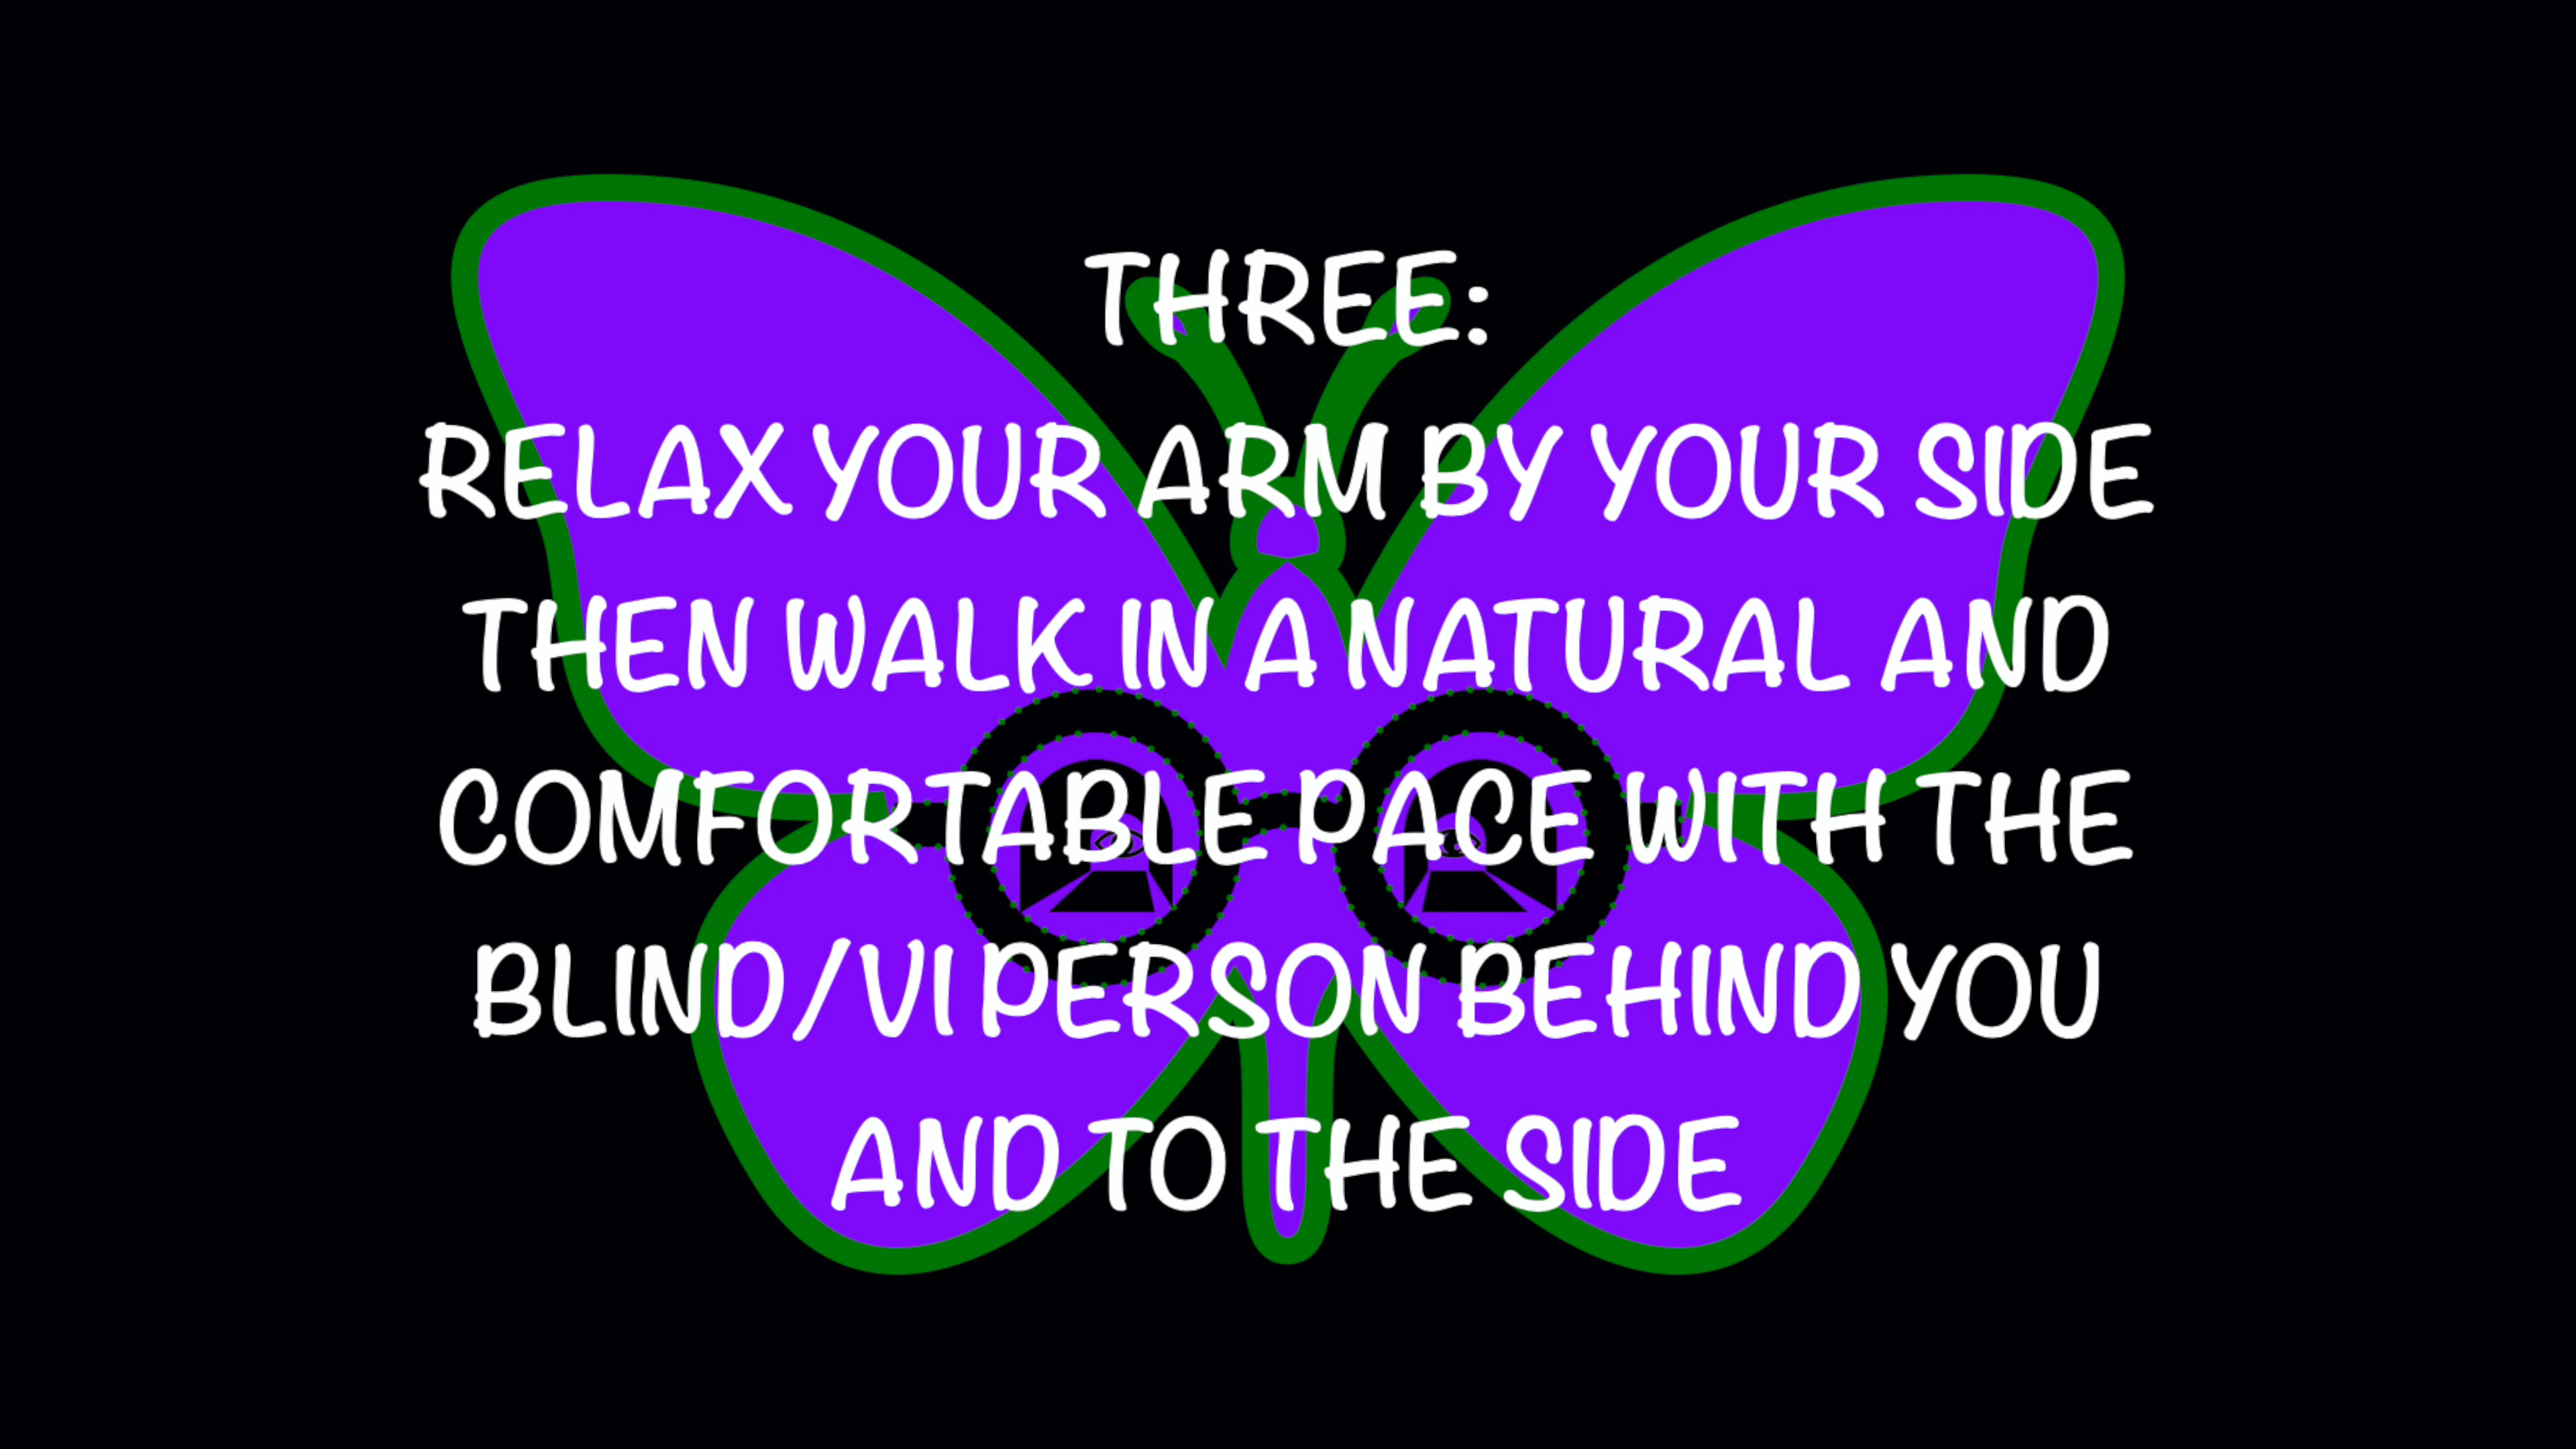 THREE:
RELAX YOUR ARM BY YOUR SIDE
THEN WALK IN A NATURAL AND
COMFORTABLE PACE WITH THE
BLIND/VI PERSON BEHIND YOU
AND TO THE SIDE